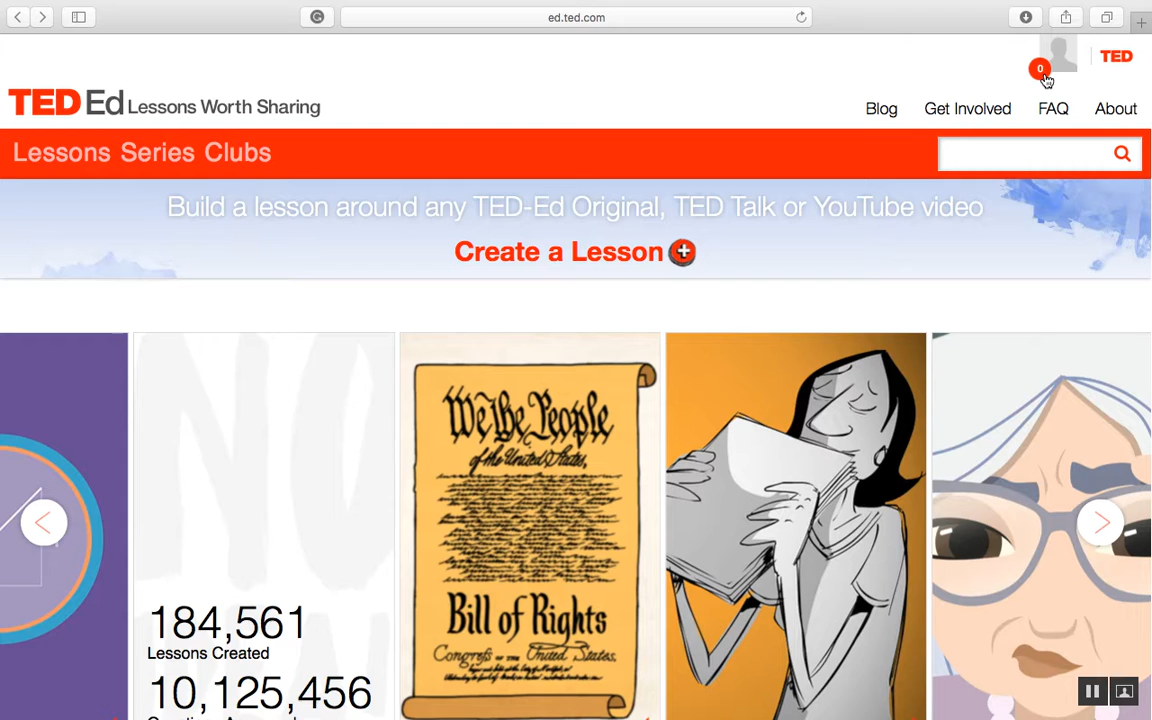 ed.ted.com
0
TED
TED Ed Lessons Worth Sharing
Blog Get Involved FAQ About
Lessons Series Clubs
Build a lesson around any TED-Ed Original, TED Talk or YouTube video
Create a Lesson
184,561
Lessons Created
10,125,456
We the People
of the United States,
Bill of Rights
Congress OF THE United States.